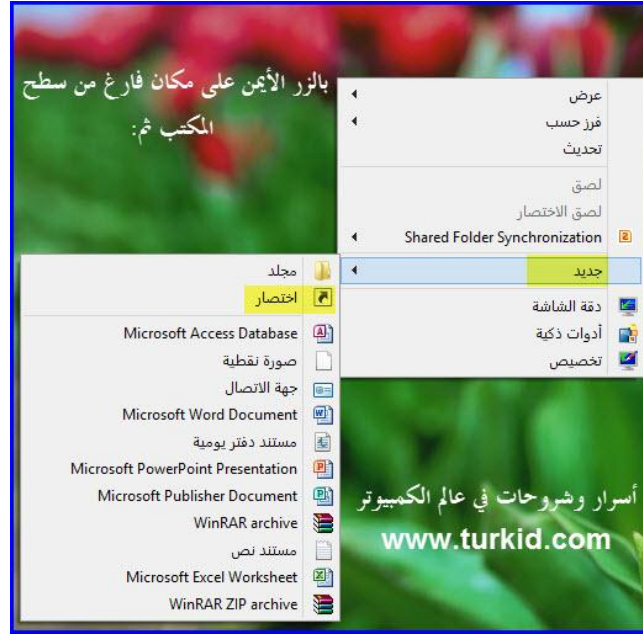 بالزر الأيمن على مكان فارغ من سطح
المكتب ثم:
عرض
فرز حسب
تحديث
لصق
لصق الاختصار
Shared Folder Synchronization
جديد
دقة الشاشة
أدوات ذكية
تخصيص
مجلد
اختصار
Microsoft Access Database
صورة نقطية
جهة الاتصال
Microsoft Word Document
مستند دفتر يومية
Microsoft PowerPoint Presentation
Microsoft Publisher Document
WinRAR archive
مستند نص
Microsoft Excel Worksheet
WinRAR ZIP archive
أسرار وشروحات في عالم الكمبيوتر
www.turkid.com